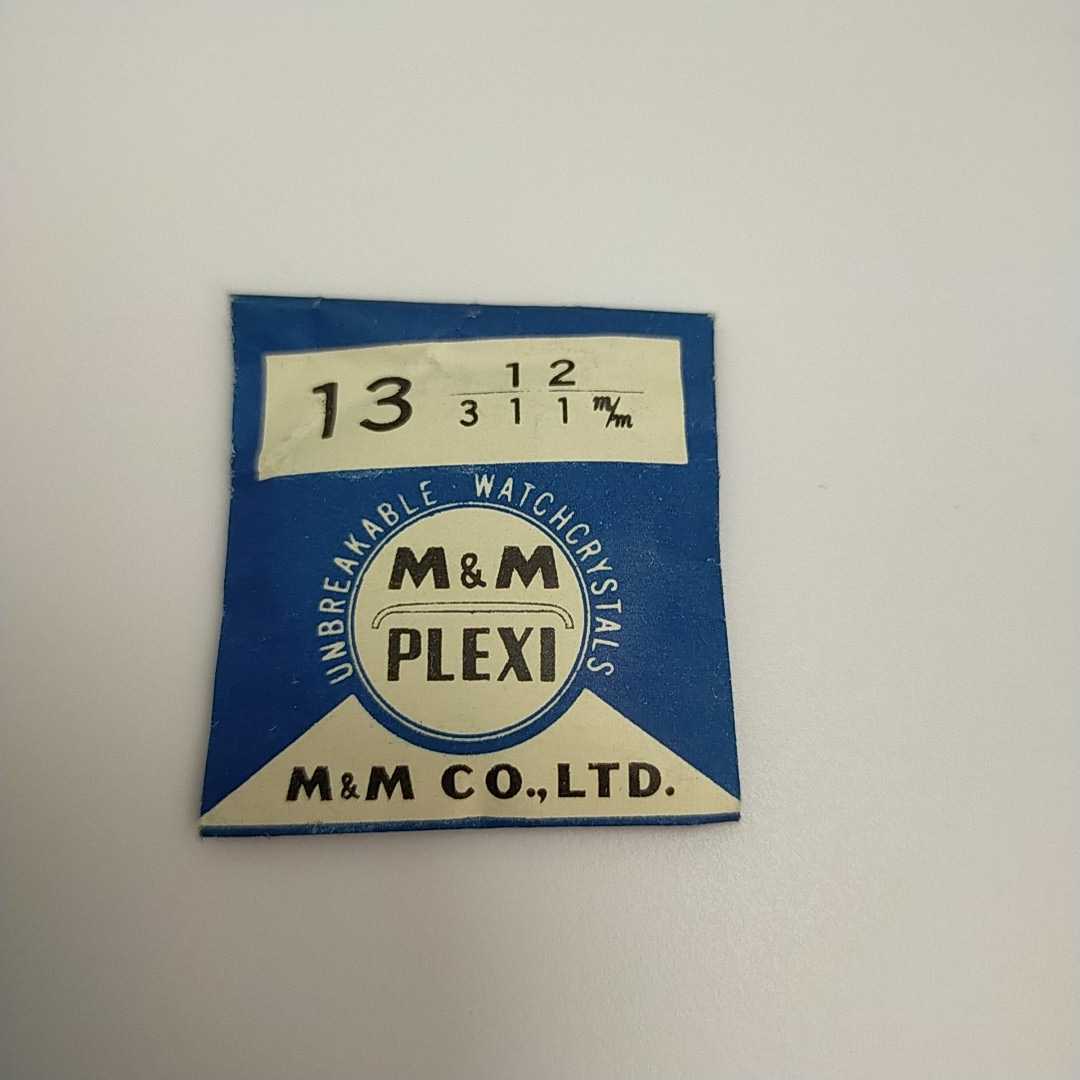 13 12
311 m/m
UNBREAKABLE WATCHCRYSTALS
M&M
PLEXI
M&M CO.,LTD.